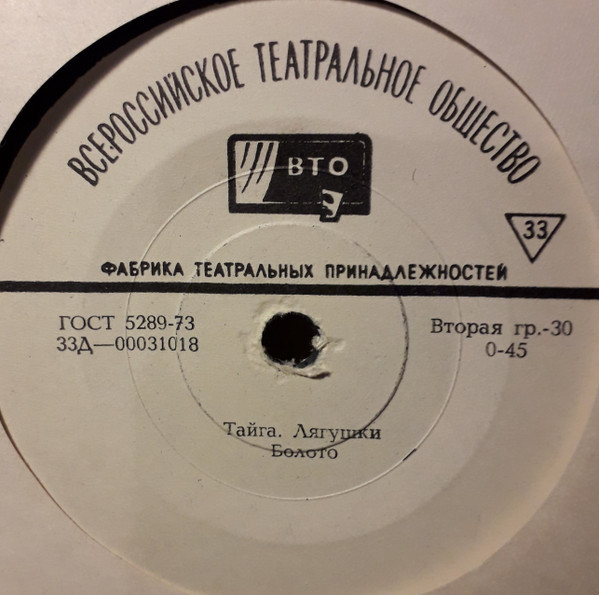 ВСЕРОССИЙСКОЕ ТЕАТРАЛЬНОЕ ОБЩЕСТВО
ВТО
Э
33
ФАБРИКА ТЕАТРАЛЬНЫХ ПРИНАДЛЕЖНОСТЕЙ
ГОСТ 5289-73
33Д—00031018
Вторая гр.-30
0-45
Тайга. Лягушки
Болото